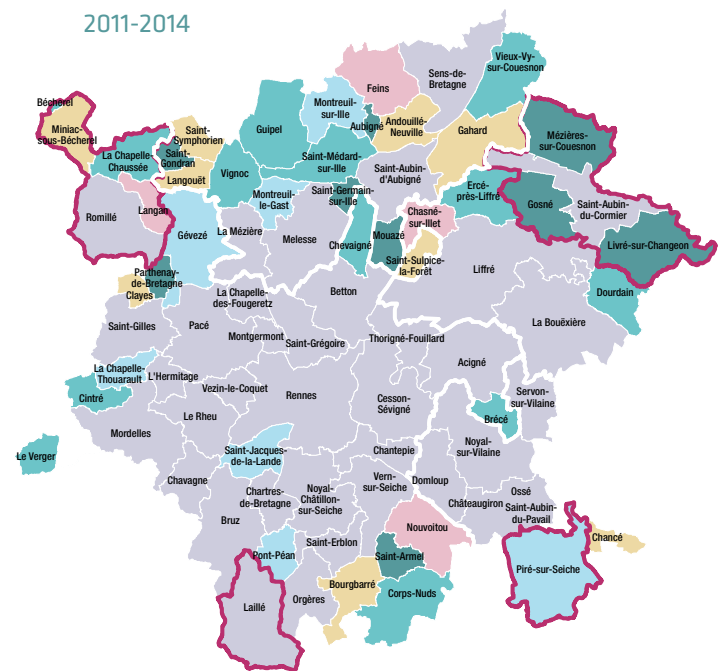 2011-2014
Vieux-Vy-
sur-Couesnon
Feins
Sens-de-
Bretagne
Bécherel
Miniac-
sous-Bécherel
Montreuil-
sur-Ille
Aubigné
Andouillé-
Neuville
Gahard
Mézières-
sur-Couesnon
Guipel
Saint-
Symphorien
La Chapelle-
Chaussée
Saint-
Gondran
Langouët
Vignoc
Saint-Médard-
sur-Ille
Saint-Aubin-
d'Aubigné
Montreuil-
le-Gast
Saint-Germain-
sur-Ille
Ercé-
près-Liffré
Gosné
Saint-Aubin-
du-Cormier
Romillé
Langan
Gévezé
La Mézière
Melesse
Chevaigné
Mouazé
Chasné-
sur-Illet
Saint-Sulpice-
la-Forêt
Livré-sur-Changeon
Liffré
Dourdain
Parthenay-
de-Bretagne
Clayes
La Chapelle-
des-Fougeretz
Betton
La Bouëxière
Saint-Gilles
Pacé
Montgermont
Saint-Grégoire
Thorigné-Fouillard
Acigné
La Chapelle-
Thouarault
L'Hermitage
Vezin-le-Coquet
Rennes
Cesson-
Sévigné
Servon-
sur-Vilaine
Cintré
Le Rheu
Brécé
Mordelles
Noyal-
sur-Vilaine
Le Verger
Saint-Jacques-
de-la-Lande
Chantepie
Chavagne
Chartres-
de-Bretagne
Noyal-
Châtillon-
sur-Seiche
Vern-
sur-Seiche
Domloup
Châteaugiron
Ossé
Saint-Aubin-
du-Pavail
Bruz
Nouvoitou
Chancé
Pont-Péan
Saint-Erblon
Saint-Armel
Piré-sur-Seiche
Bourgbarré
Corps-Nuds
Laillé
Orgères